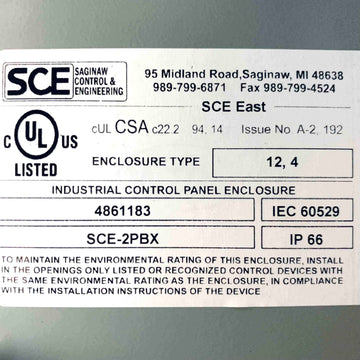 SCE SAGINAW CONTROL & ENGINEERING
95 Midland Road,Saginaw, MI 48638
989-799-6871 Fax 989-799-4524
SCE East
C UL US
LISTED
cUL CSA c22.2 94, 14 Issue No A-2, 192
ENCLOSURE TYPE 12, 4
INDUSTRIAL CONTROL PANEL ENCLOSURE
4861183 IEC 60529
SCE-2PBX IP 66
TO MAINTAIN THE ENVIRONMENTAL RATING OF THIS ENCLOSURE, INSTALL
IN THE OPENINGS ONLY LISTED OR RECOGNIZED CONTROL DEVICES WITH
THE SAME ENVIRONMENTAL RATING AS THE ENCLOSURE, IN COMPLIANCE
WITH THE INSTALLATION INSTRUCTIONS OF THE DEVICE